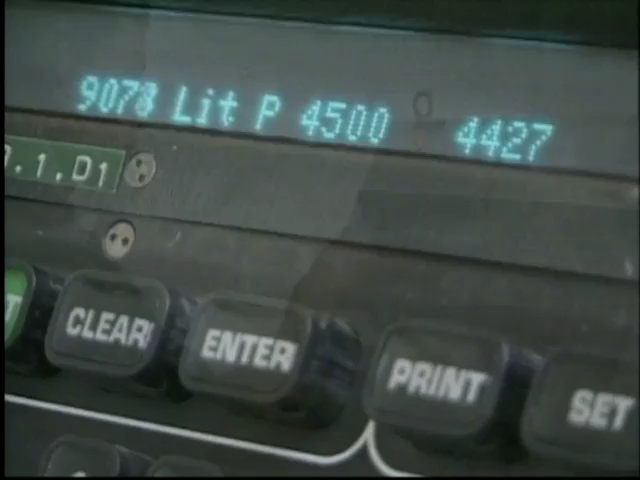 9078 Lit P 4500 4427
.1.D1
CLEAR
ENTER
PRINT
SET